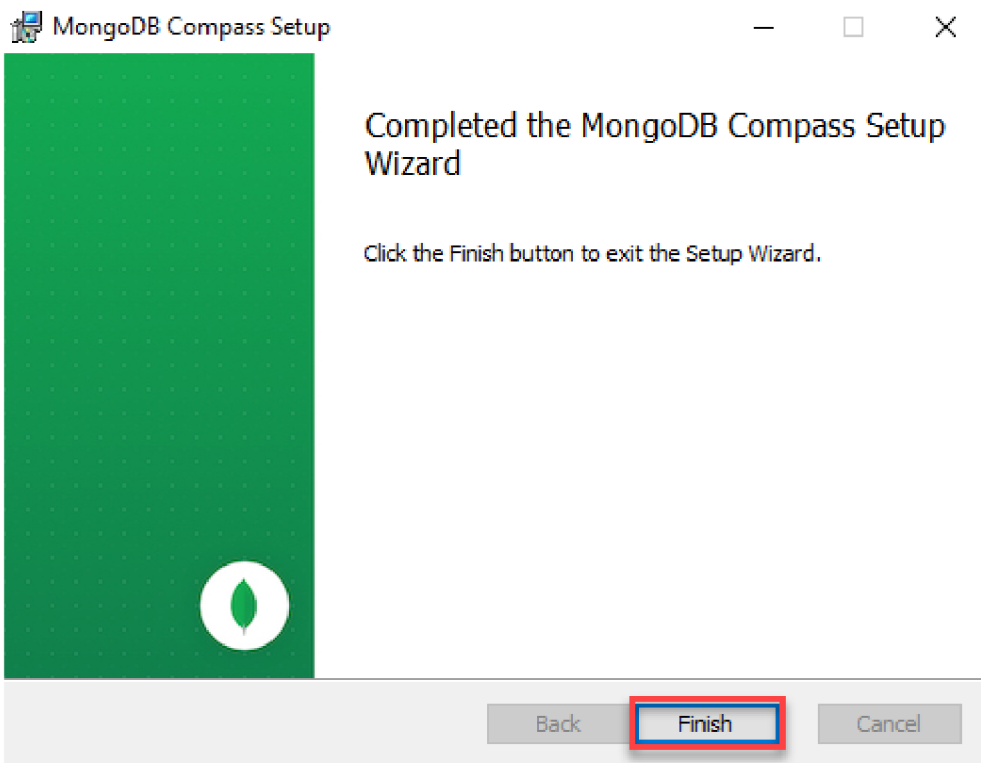 MongoDB Compass Setup
Completed the MongoDB Compass Setup
Wizard
Click the Finish button to exit the Setup Wizard.
Back
Finish
Cancel